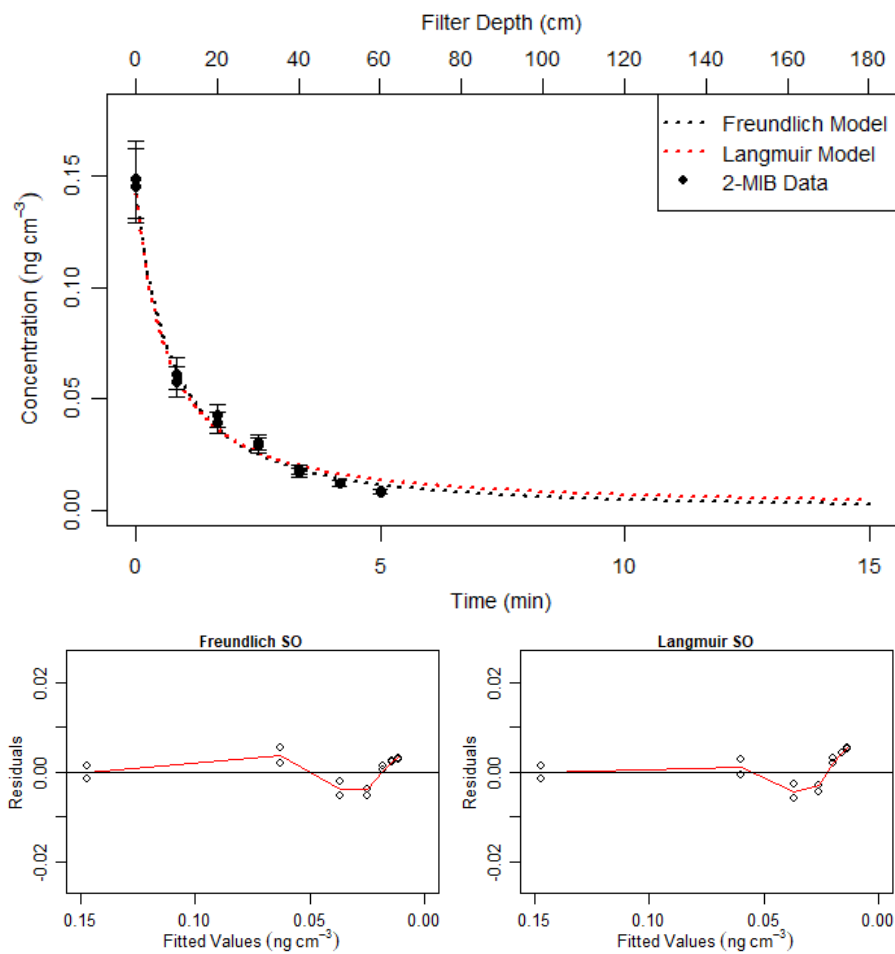 Filter Depth (cm)
0 20 40 60 80 100 120 140 160 180
Freundlich Model
Langmuir Model
2-MIB Data
Concentration (ng cm⁻³)
0.15
0.10
0.05
0.00
0 5 10 15
Time (min)
Freundlich SO
Residuals
0.02
0.00
-0.02
0.15 0.10 0.05 0.00
Fitted Values (ng cm⁻³)
Langmuir SO
Residuals
0.02
0.00
-0.02
0.15 0.10 0.05 0.00
Fitted Values (ng cm⁻³)